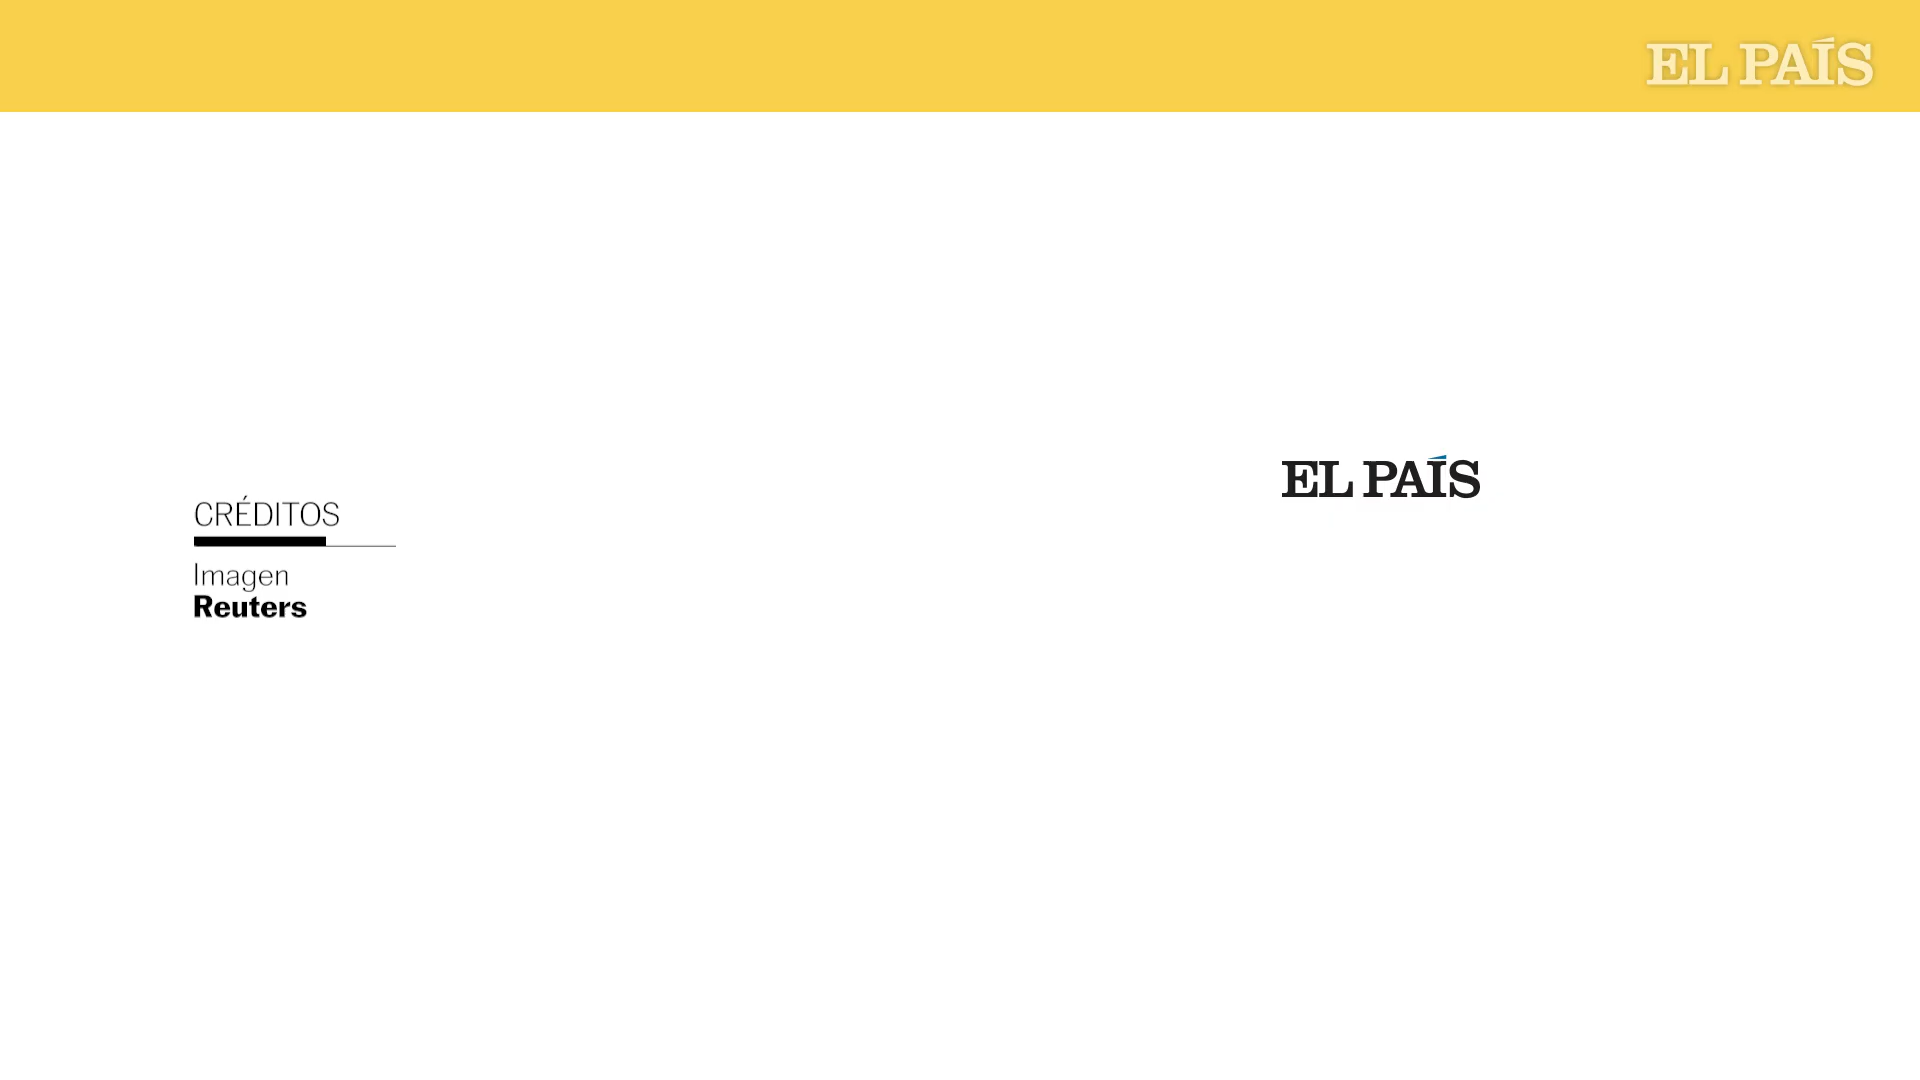 EL PAÍS
EL PAÍS
CRÉDITOS
Imagen
Reuters